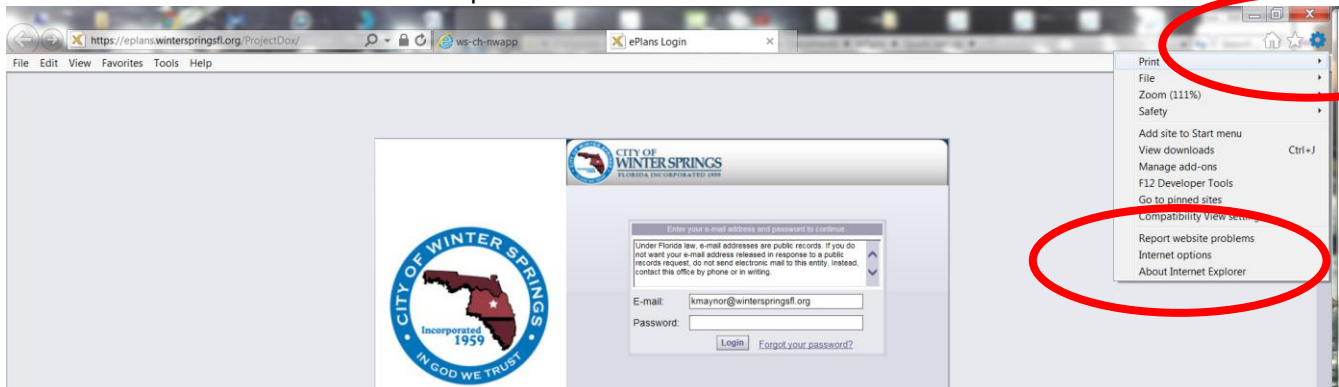 https://eplans.winterspringsfl.org/ProjectDox/
ws-ch-nwapp
ePlans Login
File Edit View Favorites Tools Help
Print
File
Zoom (111%)
Safety
Add site to Start menu
View downloads Ctrl+J
Manage add-ons
F12 Developer Tools
Go to pinned sites
Compatibility View
Report website problems
Internet options
About Internet Explorer
CITY OF
WINTER SPRINGS
FLORIDA INCORPORATED 1959
Enter your e-mail address and password to continue
Under Florida law, e-mail addresses are public records. If you do
not want your e-mail address released in response to a public
records request, do not send electronic mail to this entity. Instead,
contact this office by phone or in writing.
E-mail: kmaynor@winterspringsfl.org
Password:
Login Forgot your password?
CITY OF WINTER SPRINGS
Incorporated
1959
IN GOD WE TRUST